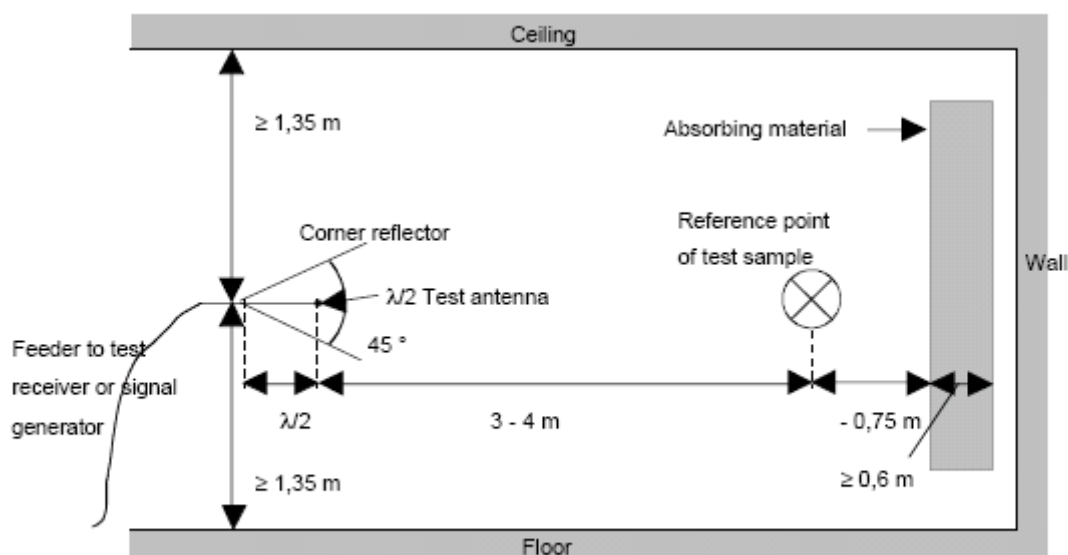 Ceiling
≥ 1,35 m
Absorbing material
Reference point
of test sample
Corner reflector
Wall
λ/2 Test antenna
45 °
Feeder to test
receiver or signal
generator
λ/2
3 - 4 m
- 0,75 m
≥ 0,6 m
≥ 1,35 m
Floor